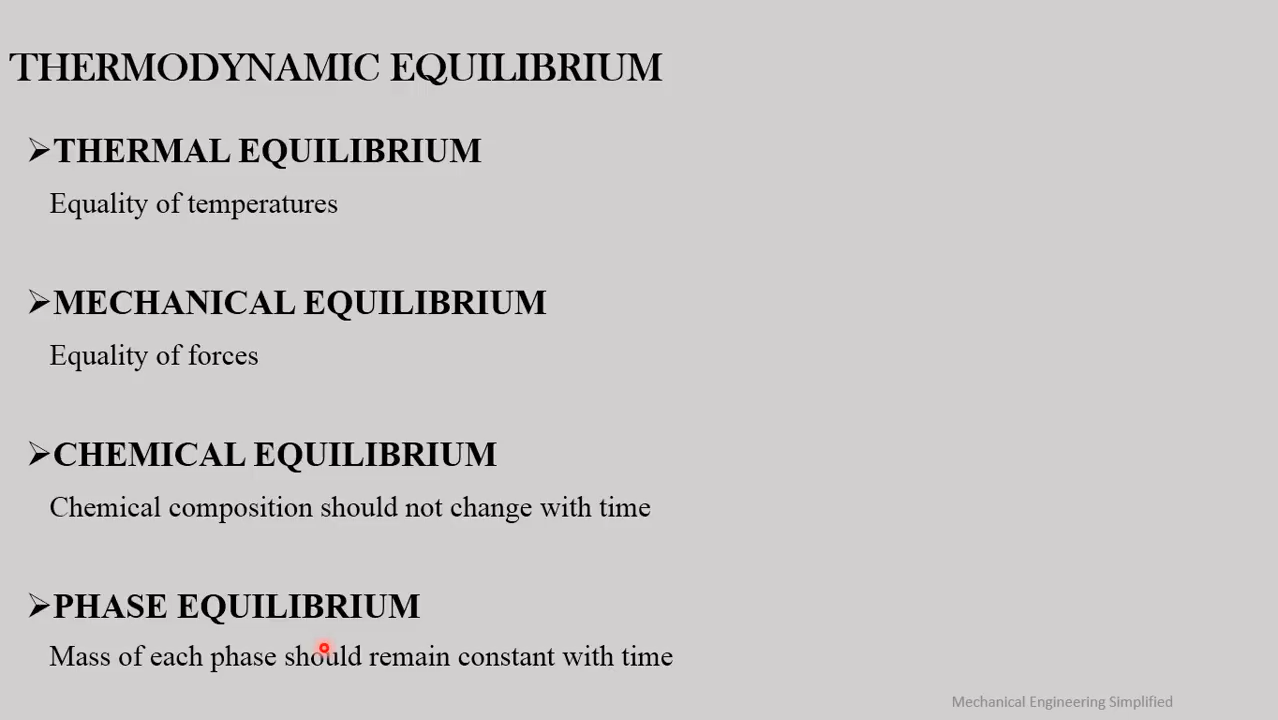 THERMODYNAMIC EQUILIBRIUM
➢THERMAL EQUILIBRIUM
Equality of temperatures
➢MECHANICAL EQUILIBRIUM
Equality of forces
➢CHEMICAL EQUILIBRIUM
Chemical composition should not change with time
➢PHASE EQUILIBRIUM
Mass of each phase should remain constant with time
Mechanical Engineering Simplified